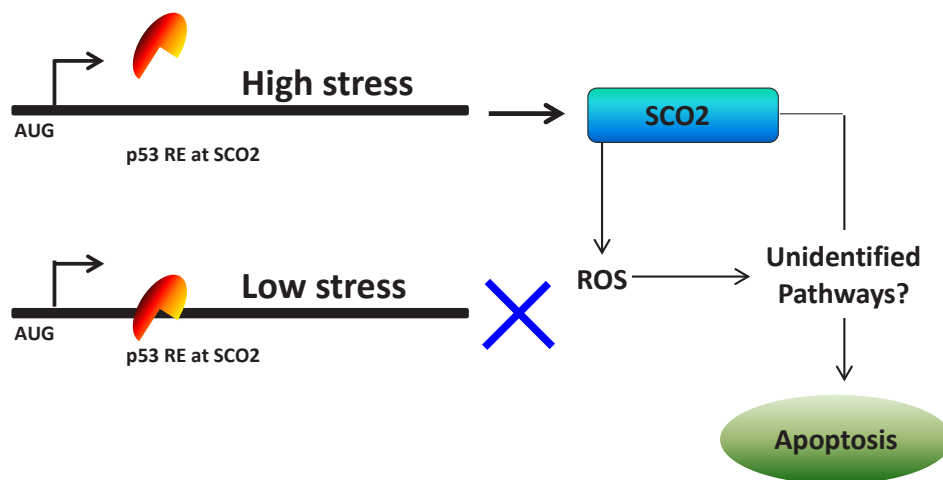 High stress
AUG
p53 RE at SCO2
SCO2
ROS
Unidentified
Pathways?
Low stress
AUG
p53 RE at SCO2
Apoptosis